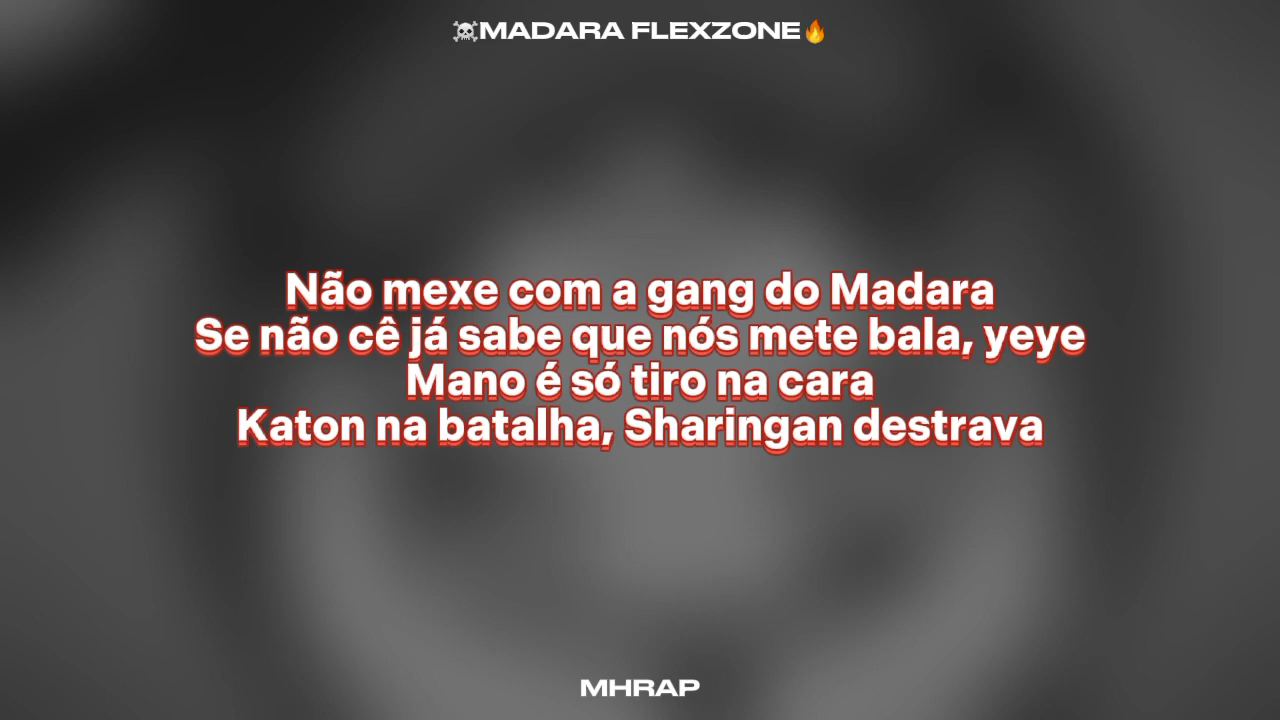 ☠️MADARA FLEXZONE🔥
Não mexe com a gang do Madara
Se não cê já sabe que nós mete bala, yeye
Mano é só tiro na cara
Katon na batalha, Sharingan destrava
MHRAP